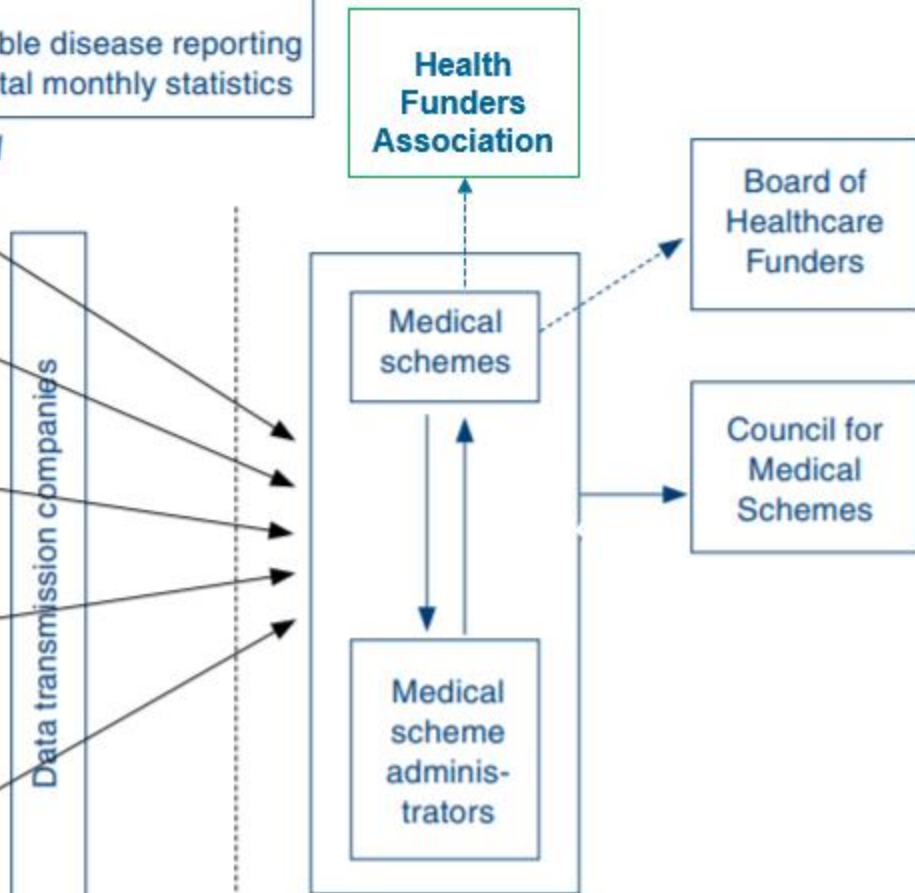 ble disease reporting
tal monthly statistics
Health
Funders
Association
Board of
Healthcare
Funders
Medical
schemes
Council for
Medical
Schemes
Data transmission companies
Medical
scheme
adminis-
trators